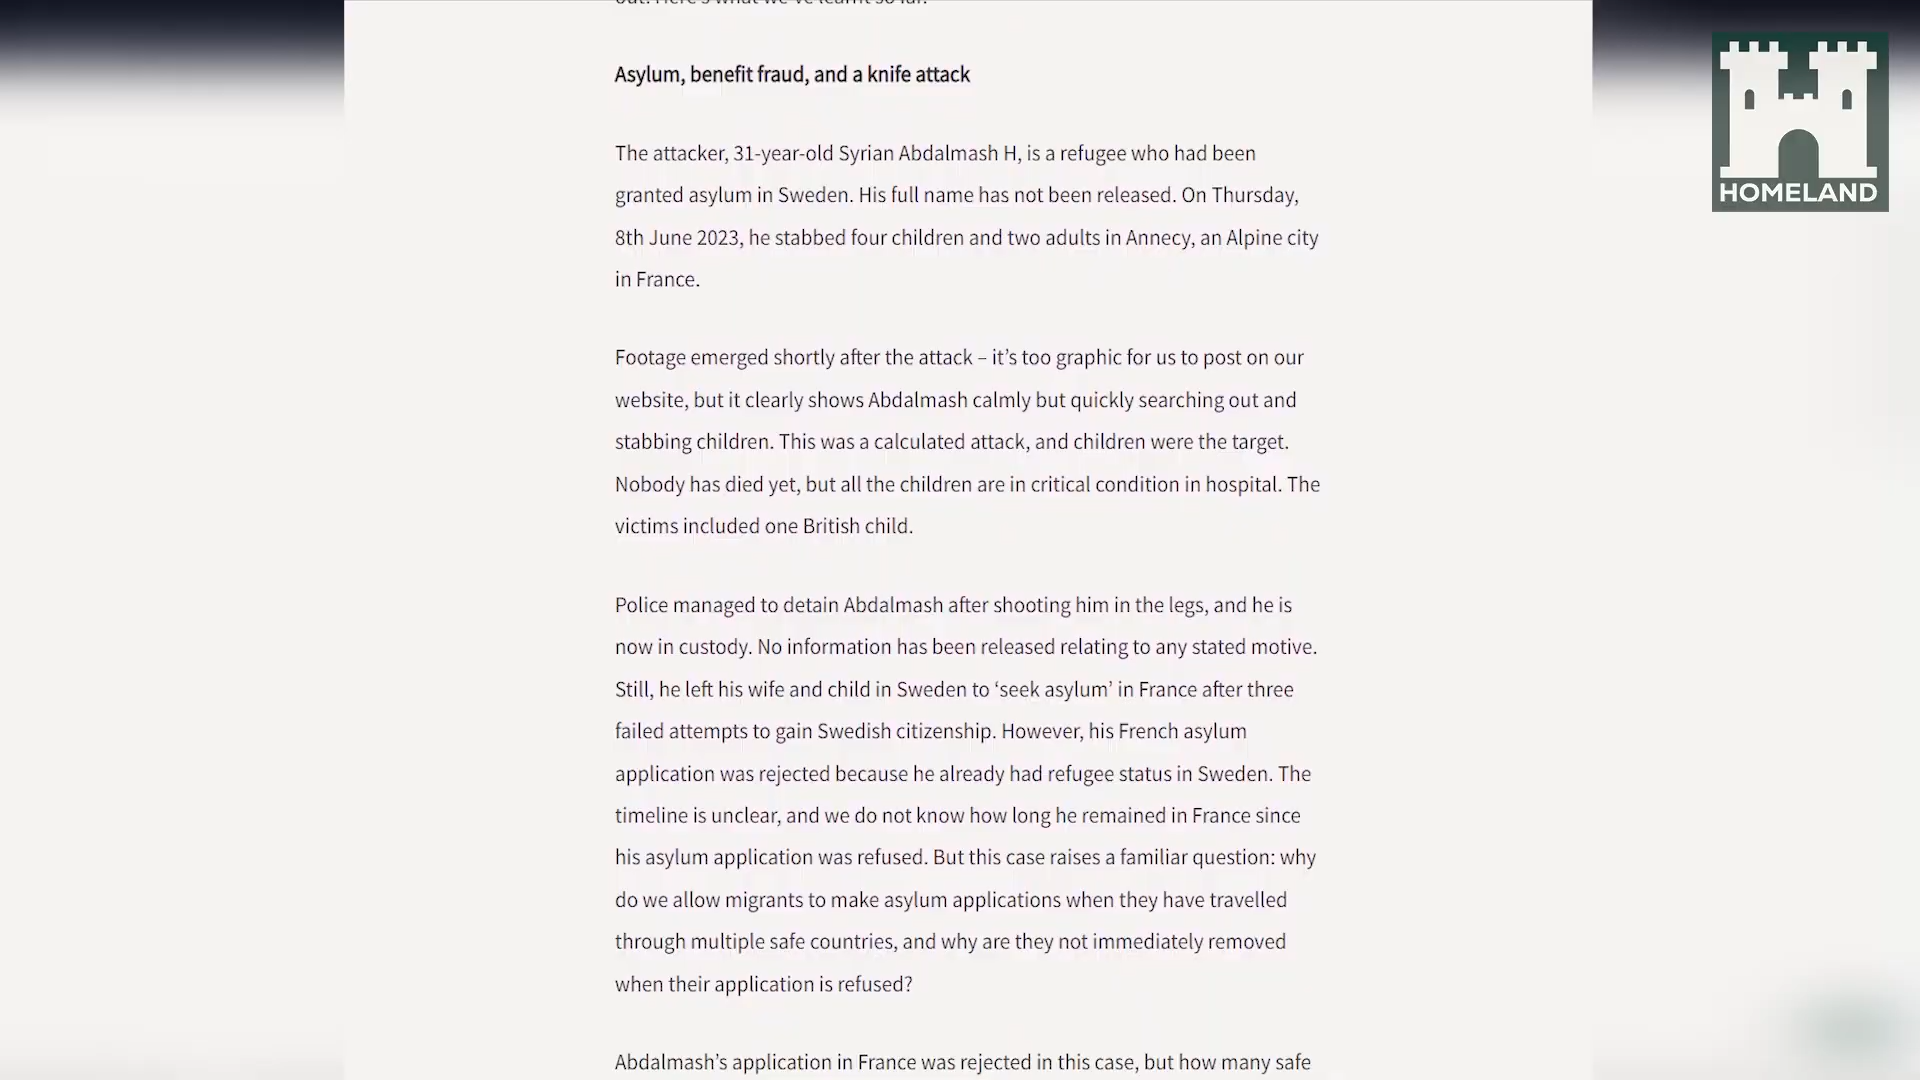 out. Here's what we've learnt so far.
Asylum, benefit fraud, and a knife attack
The attacker, 31-year-old Syrian Abdalmash H, is a refugee who had been
granted asylum in Sweden. His full name has not been released. On Thursday,
8th June 2023, he stabbed four children and two adults in Annecy, an Alpine city
in France.
Footage emerged shortly after the attack – it’s too graphic for us to post on our
website, but it clearly shows Abdalmash calmly but quickly searching out and
stabbing children. This was a calculated attack, and children were the target.
Nobody has died yet, but all the children are in critical condition in hospital. The
victims included one British child.
Police managed to detain Abdalmash after shooting him in the legs, and he is
now in custody. No information has been released relating to any stated motive.
Still, he left his wife and child in Sweden to ‘seek asylum’ in France after three
failed attempts to gain Swedish citizenship. However, his French asylum
application was rejected because he already had refugee status in Sweden. The
timeline is unclear, and we do not know how long he remained in France since
his asylum application was refused. But this case raises a familiar question: why
do we allow migrants to make asylum applications when they have travelled
through multiple safe countries, and why are they not immediately removed
when their application is refused?
Abdalmash’s application in France was rejected in this case, but how many safe
HOMELAND